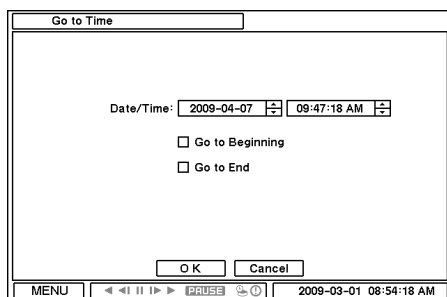 Go to Time
Date/Time: 2009-04-07 09:47:18 AM
Go to Beginning
Go to End
OK Cancel
MENU PAUSE 2009-03-01 08:54:18 AM